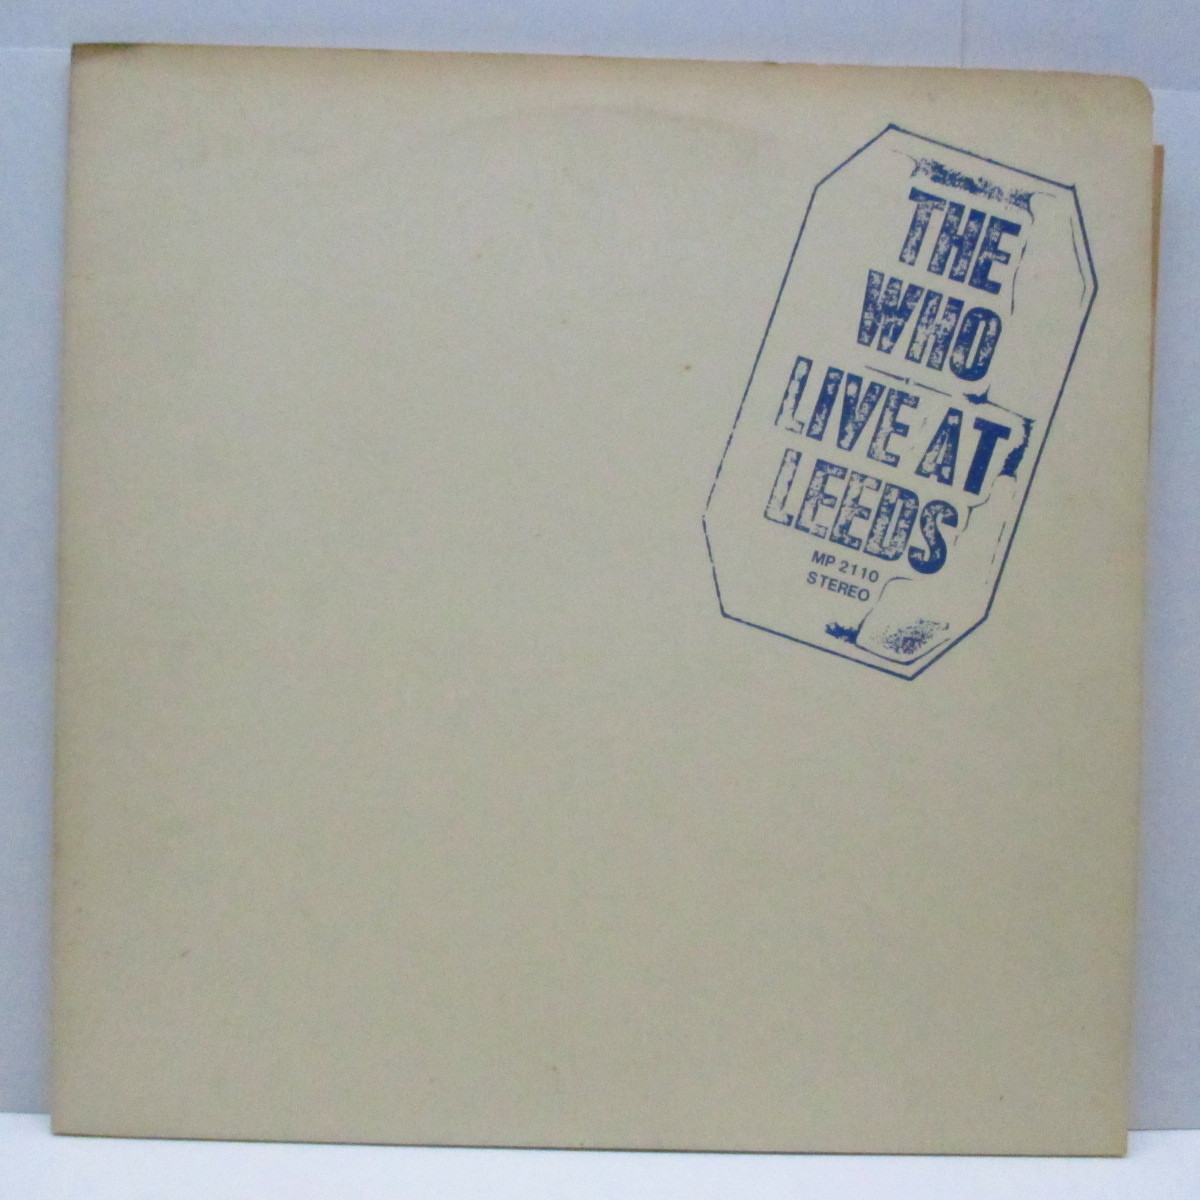 THE
WHO
LIVE AT
LEEDS
MP 2110
STEREO